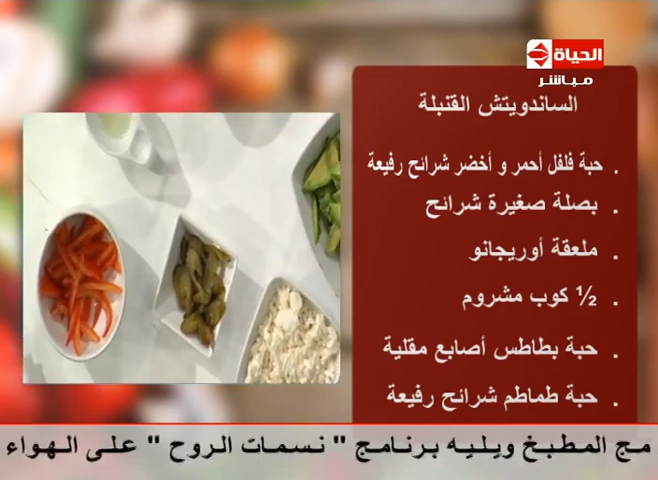 الحياة
مباشر
الساندويتش القنبلة
. حبة فلفل أحمر و أخضر شرائح رفيعة
. بصلة صغيرة شرائح
. ملعقة أوريجانو
. ½ كوب مشروم
. حبة بطاطس أصابع مقلية
. حبة طماطم شرائح رفيعة
مج المطبخ ويليه برنامج " نسمات الروح " على الهواء